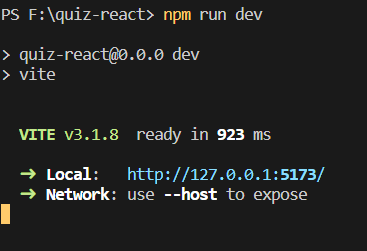 PS F:\quiz-react> npm run dev
> quiz-react@0.0.0 dev
> vite
VITE v3.1.8 ready in 923 ms
➜ Local: http://127.0.0.1:5173/
➜ Network: use --host to expose